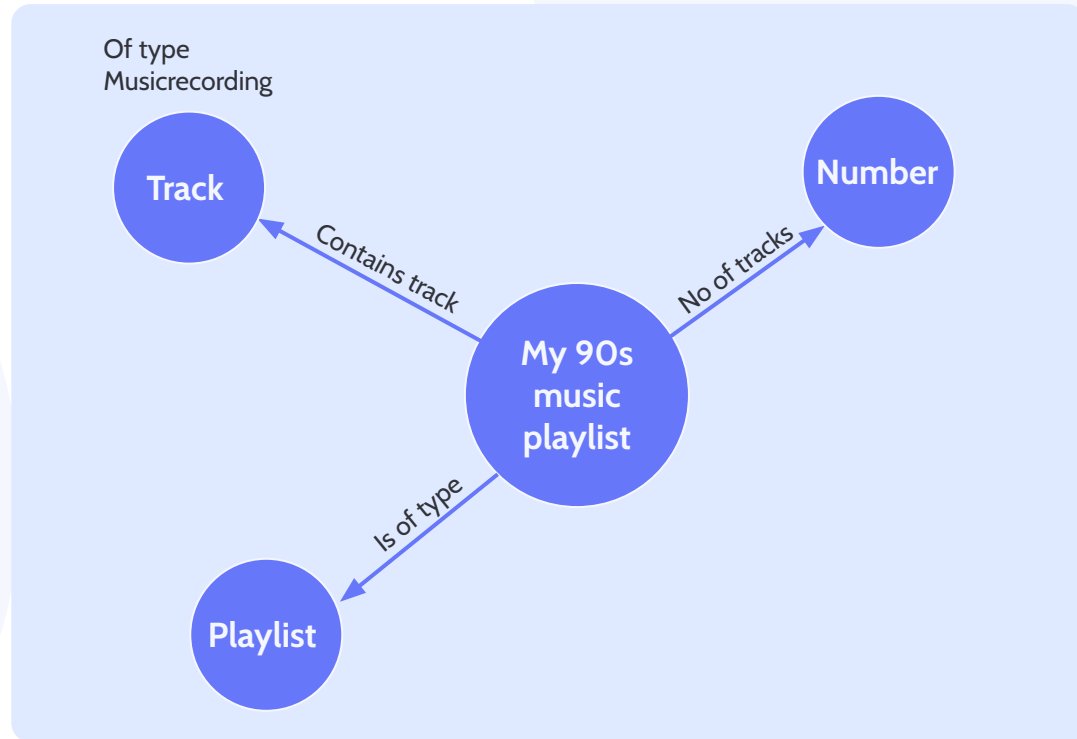 Of type
Musicrecording
Track
Number
Contains track
No of tracks
My 90s
music
playlist
Is of type
Playlist